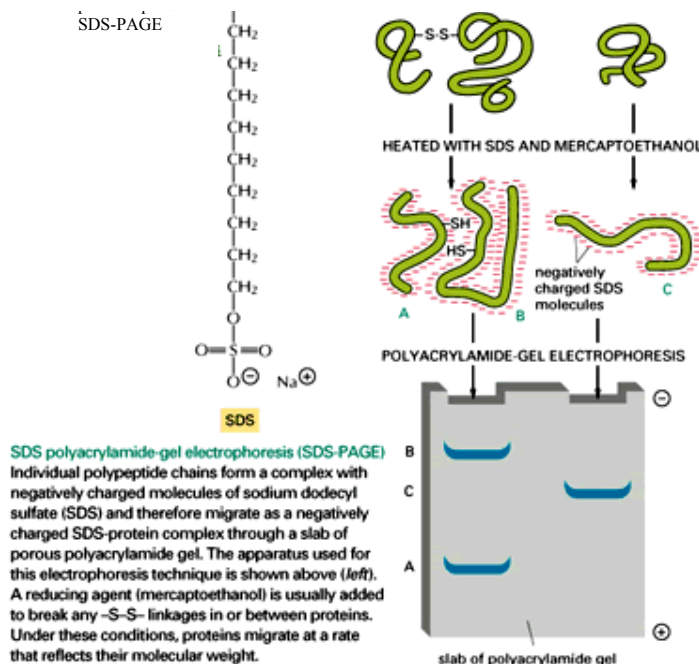 SDS-PAGE
CH2
CH2
CH2
CH2
CH2
CH2
CH2
CH2
CH2
O
O=S=O
O⊖ Na⊕
SDS
SDS polyacrylamide-gel electrophoresis (SDS-PAGE)
Individual polypeptide chains form a complex with
negatively charged molecules of sodium dodecyl
sulfate (SDS) and therefore migrate as a negatively
charged SDS-protein complex through a slab of
porous polyacrylamide gel. The apparatus used for
this electrophoresis technique is shown above (left).
A reducing agent (mercaptoethanol) is usually added
to break any –S–S– linkages in or between proteins.
Under these conditions, proteins migrate at a rate
that reflects their molecular weight.
-S-S-
HEATED WITH SDS AND MERCAPTOETHANOL
SH
HS
negatively
charged SDS
molecules
A
B
C
POLYACRYLAMIDE-GEL ELECTROPHORESIS
⊖
B
C
A
⊕
slab of polyacrylamide gel